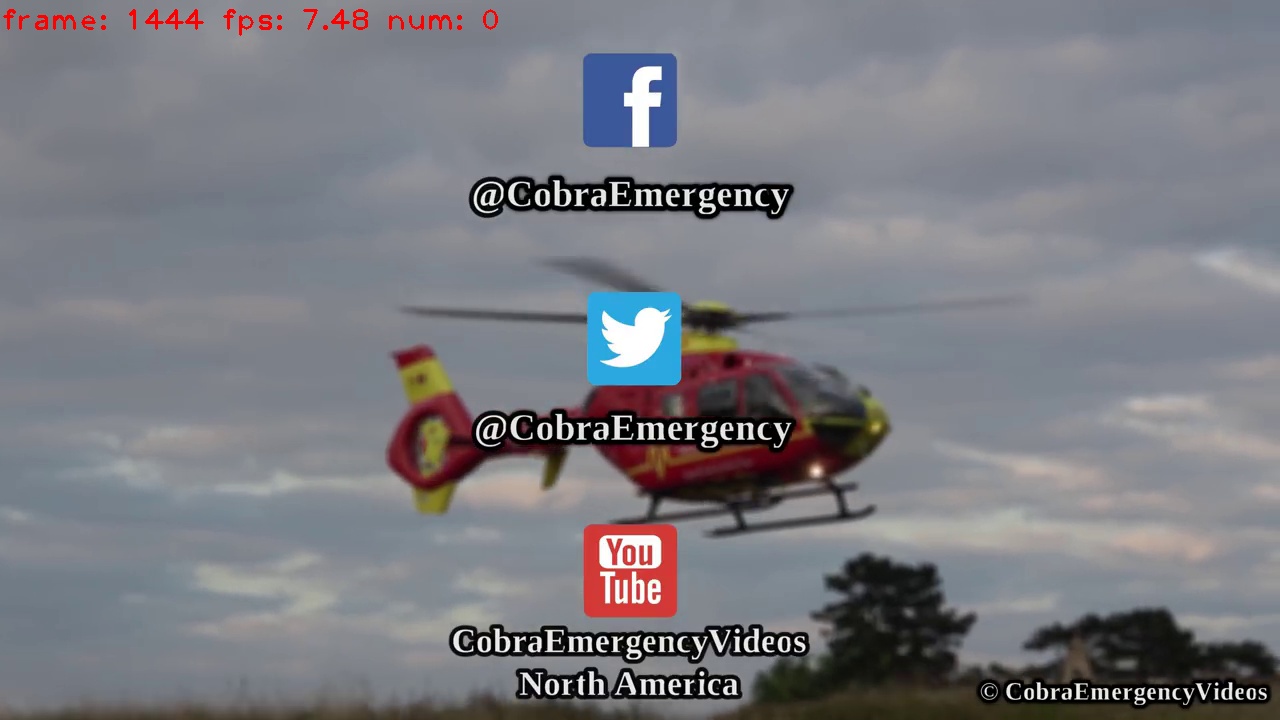 frame: 1444 fps: 7.48 num: 0
f
@CobraEmergency
@CobraEmergency
You
Tube
CobraEmergencyVideos
North America
© CobraEmergencyVideos